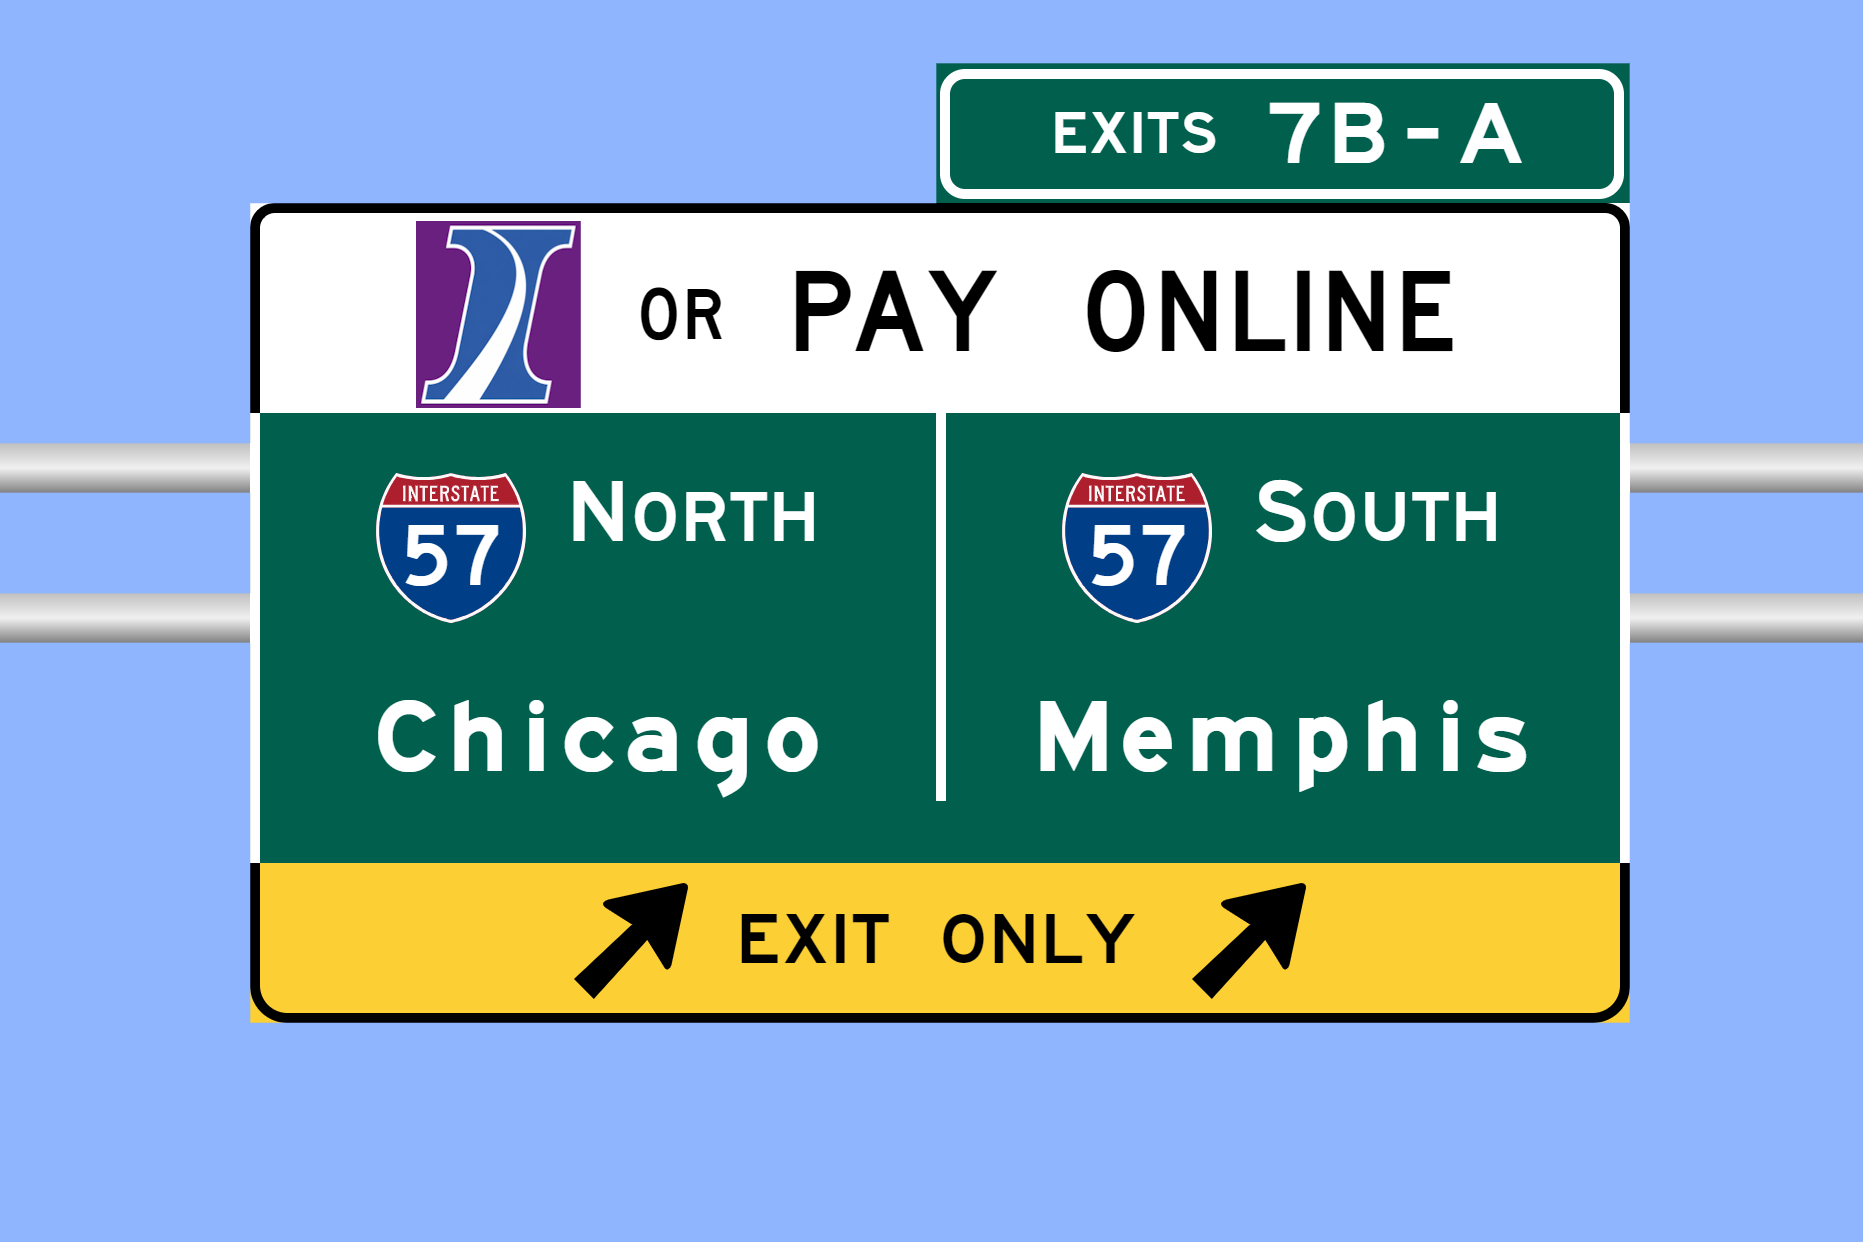 EXITS 7B-A
OR PAY ONLINE
INTERSTATE
57
NORTH
Chicago
INTERSTATE
57
SOUTH
Memphis
EXIT ONLY